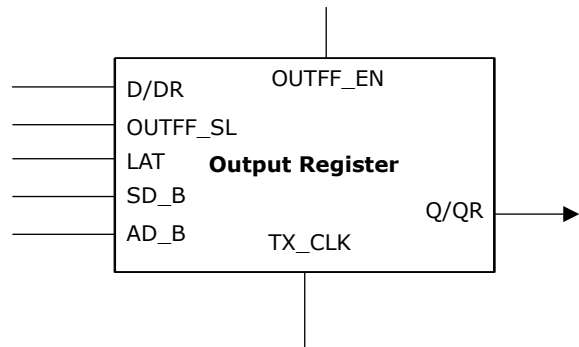 OUTFF_EN
D/DR
OUTFF_SL
LAT
Output Register
SD_B
Q/QR
AD_B
TX_CLK